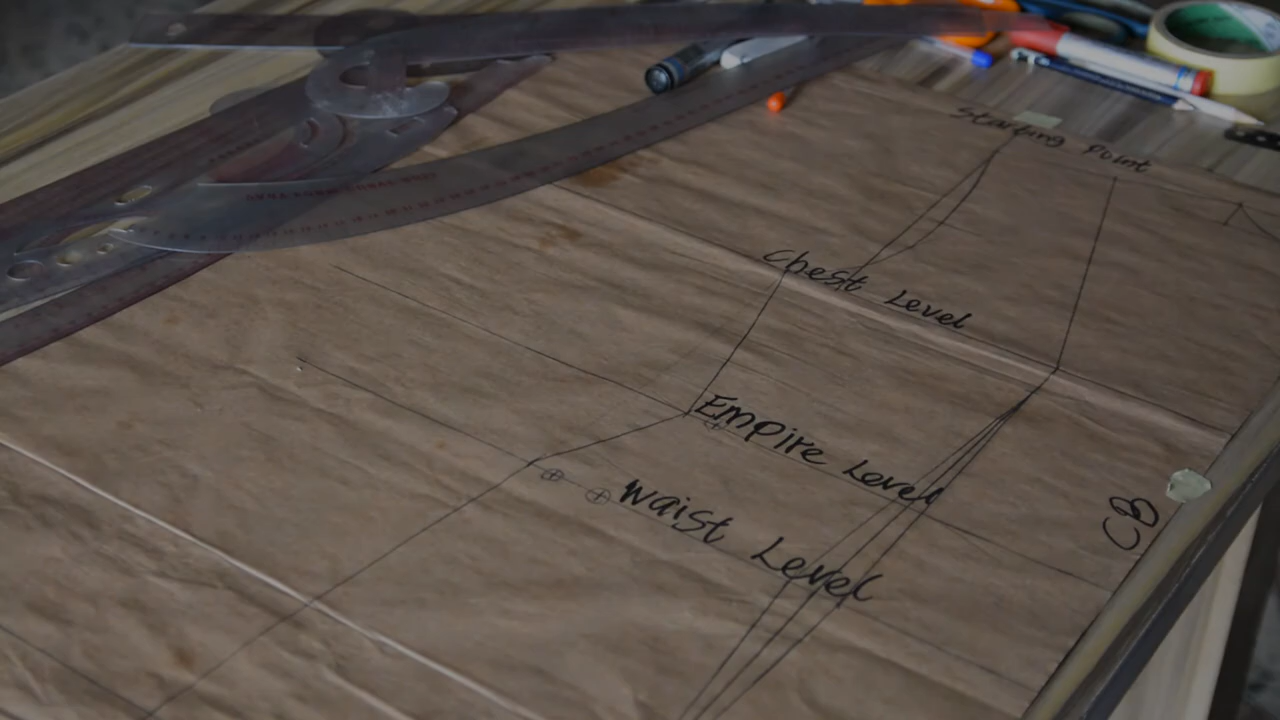 Starting Point
Chest Level
Empire Level
Waist Level
CB